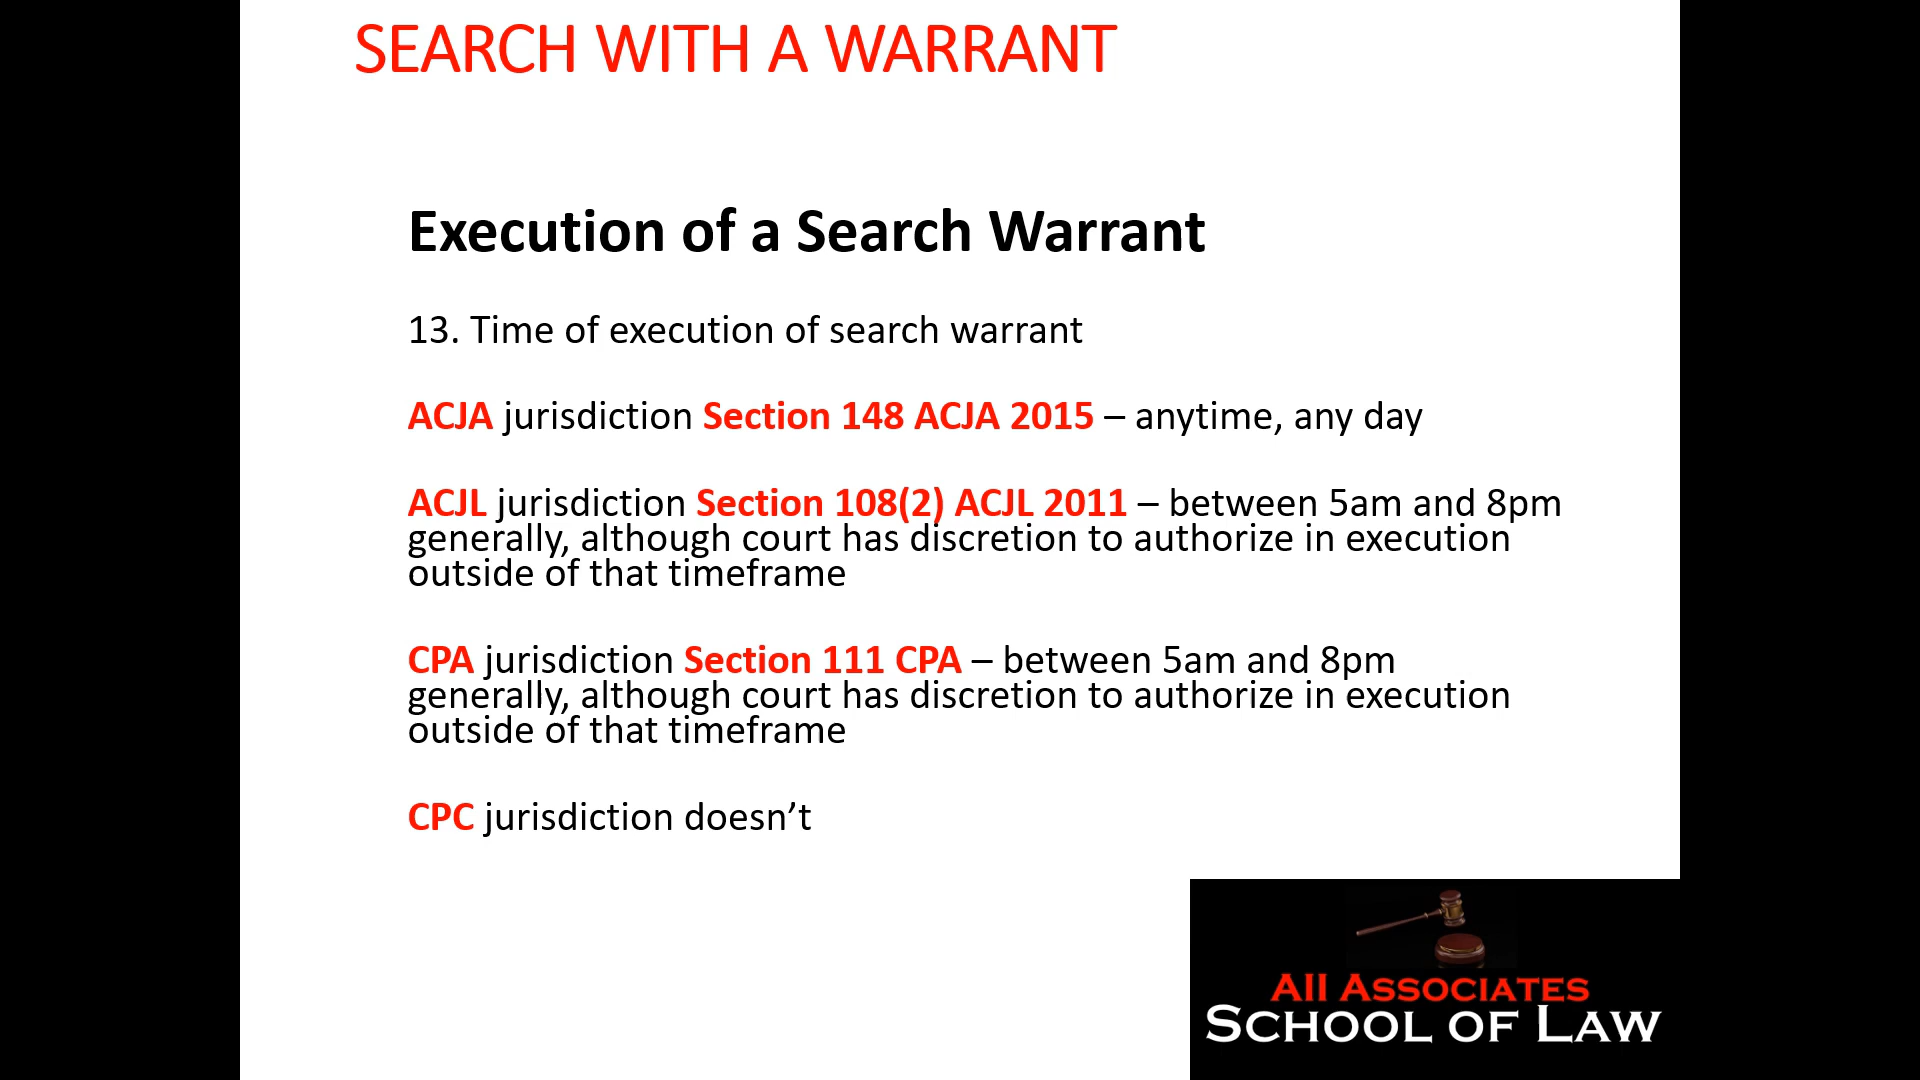 SEARCH WITH A WARRANT
Execution of a Search Warrant
13. Time of execution of search warrant
ACJA jurisdiction Section 148 ACJA 2015 – anytime, any day
ACJL jurisdiction Section 108(2) ACJL 2011 – between 5am and 8pm
generally, although court has discretion to authorize in execution
outside of that timeframe
CPA jurisdiction Section 111 CPA – between 5am and 8pm
generally, although court has discretion to authorize in execution
outside of that timeframe
CPC jurisdiction doesn’t
All Associates
School of Law